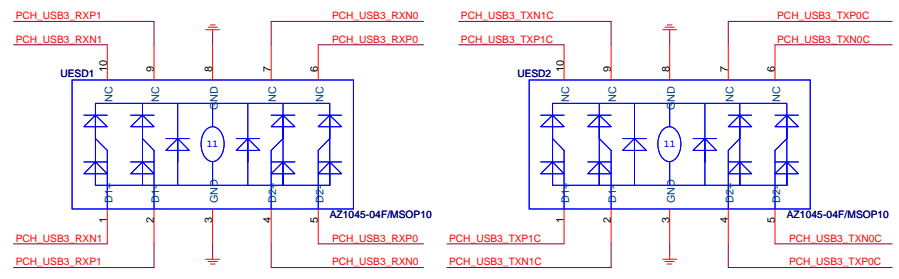 PCH_USB3_RXP1 PCH_USB3_RXN0 PCH_USB3_TXN1C PCH_USB3_TXP0C
PCH_USB3_RXN1 PCH_USB3_RXP0 PCH_USB3_TXP1C PCH_USB3_TXN0C
10 9 8 7 6 10 9 8 7 6
UESD1 UESD2
NC NC GND NC NC NC NC GND NC NC
11 11
D1+ D1- GND D2+ D2- D1+ D1- GND D2+ D2-
AZ1045-04F/MSOP10 AZ1045-04F/MSOP10
1 2 3 4 5 1 2 3 4 5
PCH_USB3_RXN1 PCH_USB3_RXP0 PCH_USB3_TXP1C PCH_USB3_TXN0C
PCH_USB3_RXP1 PCH_USB3_RXN0 PCH_USB3_TXN1C PCH_USB3_TXP0C